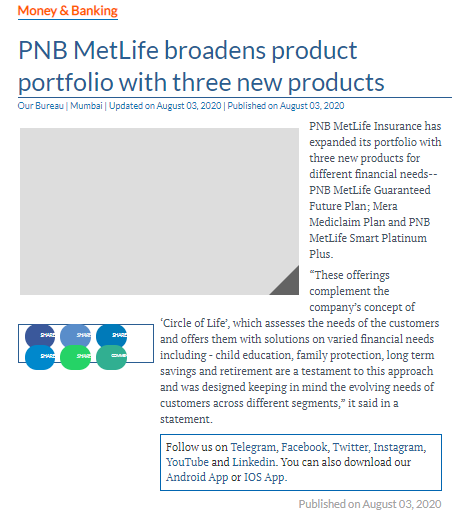 Money & Banking
PNB MetLife broadens product
portfolio with three new products
Our Bureau | Mumbai | Updated on August 03, 2020 | Published on August 03, 2020
PNB MetLife Insurance has
expanded its portfolio with
three new products for
different financial needs--
PNB MetLife Guaranteed
Future Plan; Mera
Mediclaim Plan and PNB
MetLife Smart Platinum
Plus.
“These offerings
complement the
company’s concept of
‘Circle of Life’, which assesses the needs of the customers
and offers them with solutions on varied financial needs
including - child education, family protection, long term
savings and retirement are a testament to this approach
and was designed keeping in mind the evolving needs of
customers across different segments,” it said in a
statement.
SHARE SHARE SHARE
SHARE SHARE
Follow us on Telegram, Facebook, Twitter, Instagram,
YouTube and Linkedin. You can also download our
Android App or IOS App.
Published on August 03, 2020